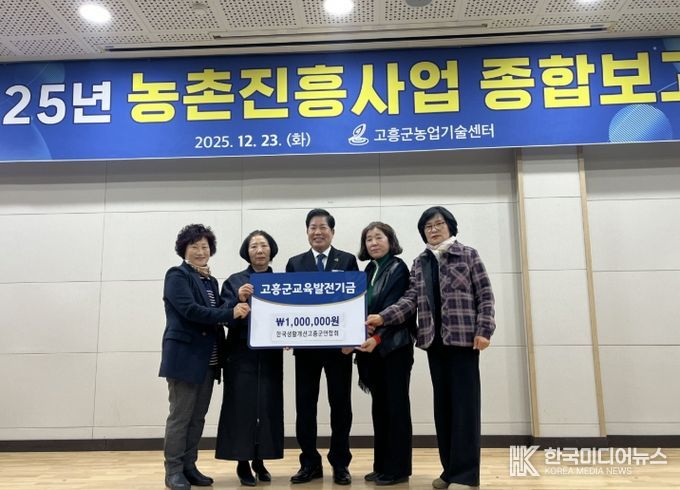 25년 농촌진흥사업 종합보고
2025. 12. 23. (화) 고흥군농업기술센터
고흥군교육발전기금
₩1,000,000원
한국생활개선고흥군연합회
HK 한국미디어뉴스
KOREA MEDIA NEWS